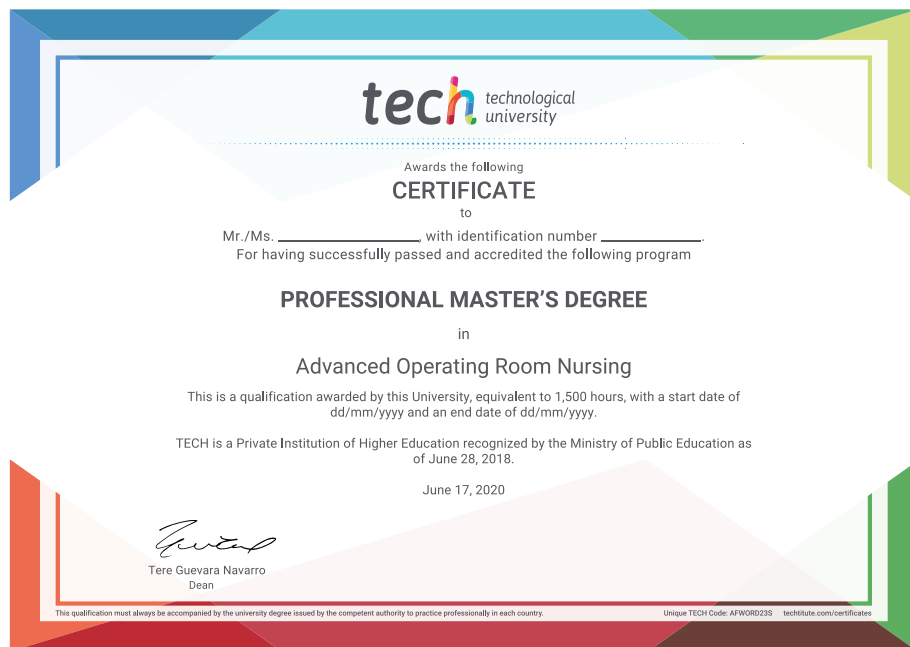 tech technological
university
Awards the following
CERTIFICATE
to
Mr./Ms. ____________, with identification number ____________.
For having successfully passed and accredited the following program
PROFESSIONAL MASTER'S DEGREE
in
Advanced Operating Room Nursing
This is a qualification awarded by this University, equivalent to 1,500 hours, with a start date of
dd/mm/yyyy and an end date of dd/mm/yyyy.
TECH is a Private Institution of Higher Education recognized by the Ministry of Public Education as
of June 28, 2018.
June 17, 2020
Tere Guevara Navarro
Dean
This qualification must always be accompanied by the university degree issued by the competent authority to practice professionally in each country.
Unique TECH Code: AFWORD23S techtitute.com/certificates